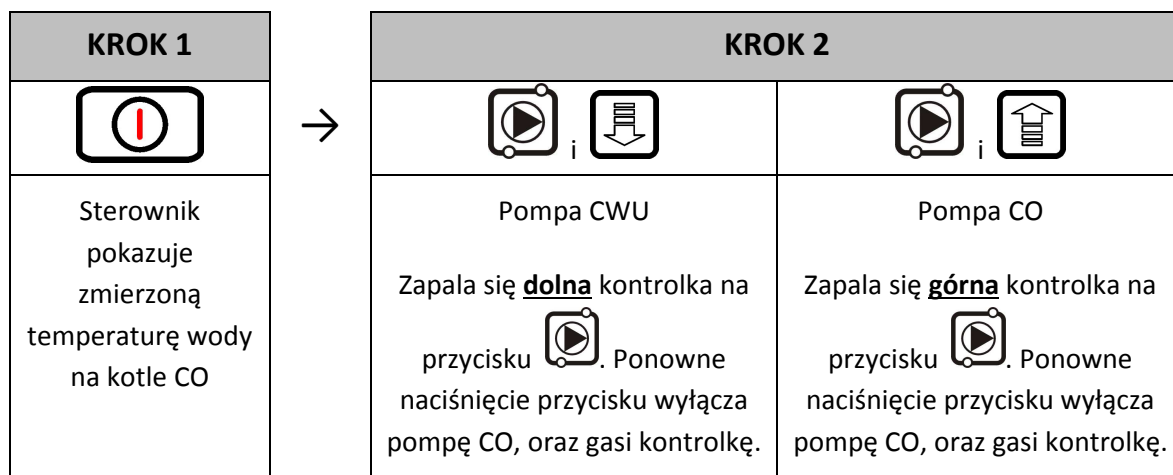 KROK 1
KROK 2
→
i
i
Sterownik
pokazuje
zmierzoną
temperaturę wody
na kotle CO
Pompa CWU
Zapala się dolna kontrolka na
przycisku . Ponowne
naciśnięcie przycisku wyłącza
pompę CO, oraz gasi kontrolkę.
Pompa CO
Zapala się górna kontrolka na
przycisku . Ponowne
naciśnięcie przycisku wyłącza
pompę CO, oraz gasi kontrolkę.